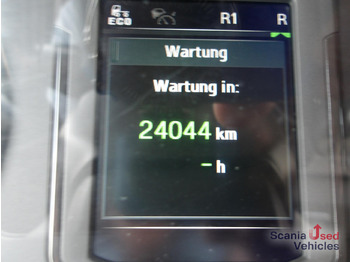 ECO R1 R
Wartung
Wartung in:
24044 km
- h
Scania Used
Vehicles